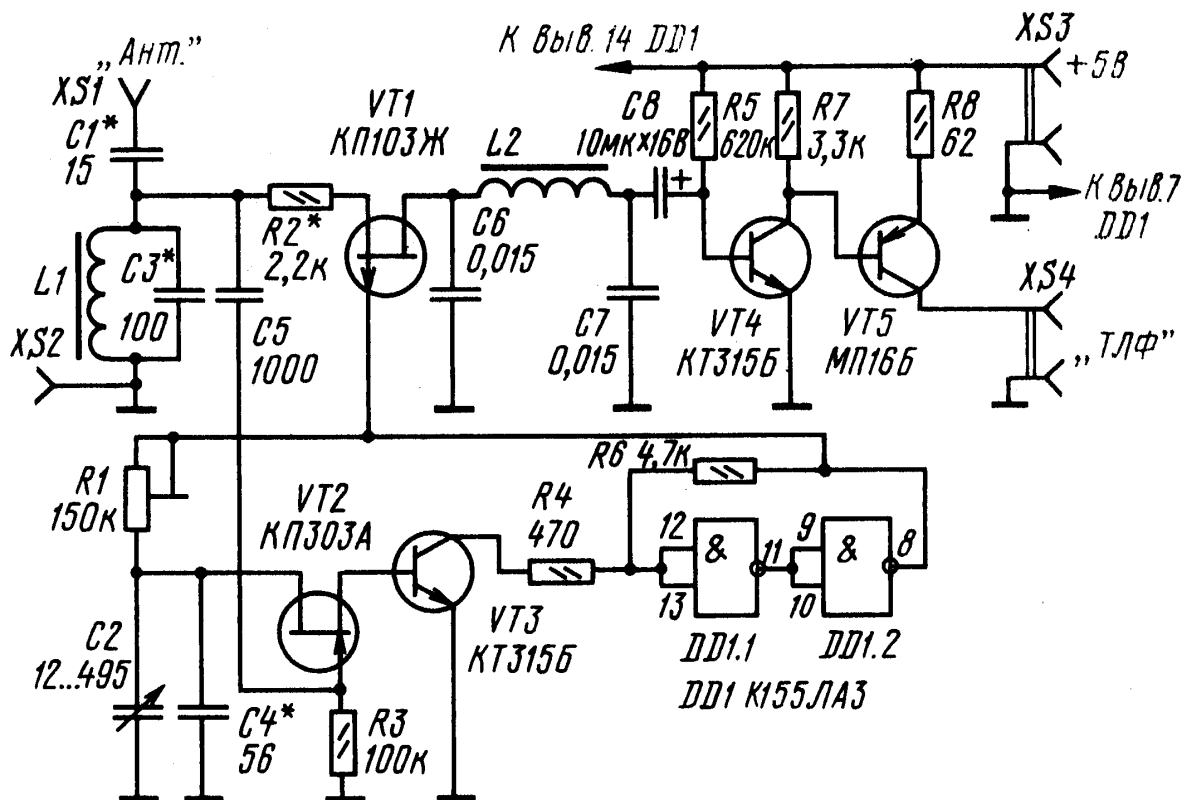 К выв. 14 DD1
XS3
+5В
„Ант.”
XS1
C1*
15
VT1
КП103Ж
L2
C8
10мк×16В
R5
620к
R7
3,3к
R8
62
К выв.7
DD1
R2*
2,2к
C6
0,015
L1
C3*
100
C5
1000
C7
0,015
VT4
КТ315Б
VT5
МП16Б
XS4
„ТЛФ”
XS2
R1
150к
VT2
КП303А
R4
470
R6 4,7к
12
13
&
11
9
10
&
8
VT3
КТ315Б
DD1.1
DD1.2
DD1 К155ЛА3
C2
12...495
C4*
56
R3
100к